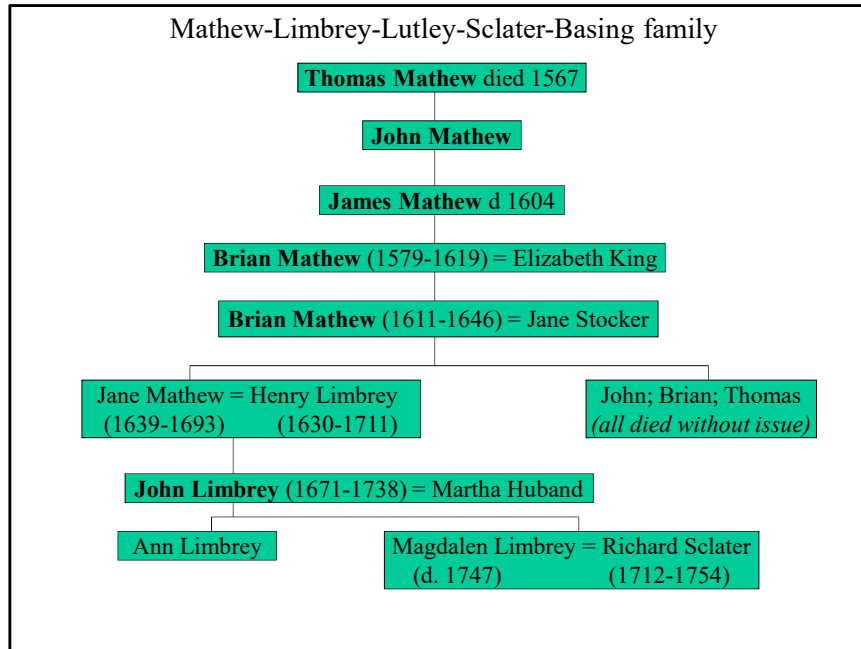 Mathew-Limbrey-Lutley-Sclater-Basing family
Thomas Mathew died 1567
John Mathew
James Mathew d 1604
Brian Mathew (1579-1619) = Elizabeth King
Brian Mathew (1611-1646) = Jane Stocker
Jane Mathew = Henry Limbrey
(1639-1693) (1630-1711)
John; Brian; Thomas
(all died without issue)
John Limbrey (1671-1738) = Martha Huband
Ann Limbrey
Magdalen Limbrey = Richard Sclater
(d. 1747) (1712-1754)